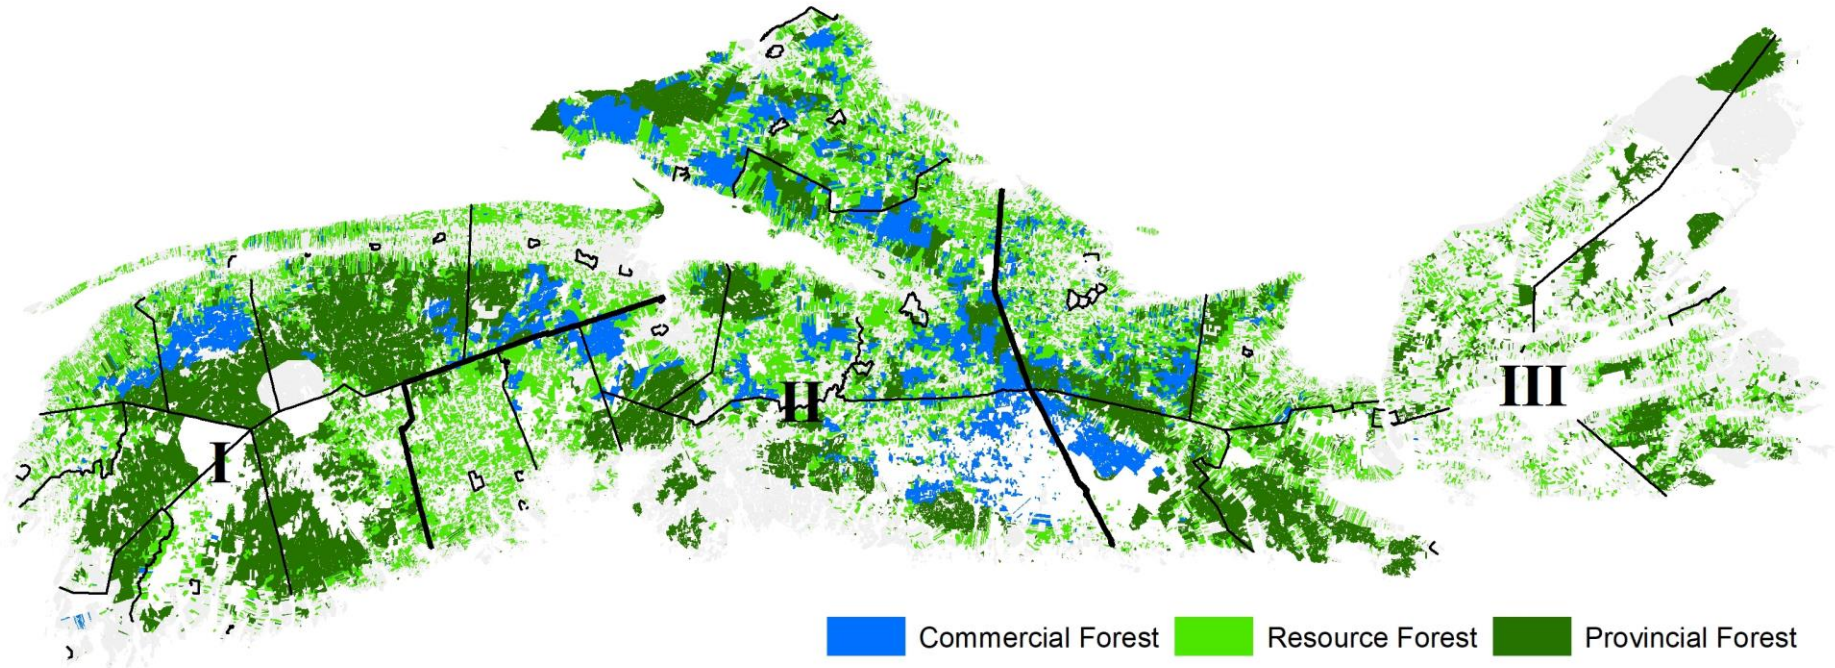 III
II
I
Commercial Forest
Resource Forest
Provincial Forest